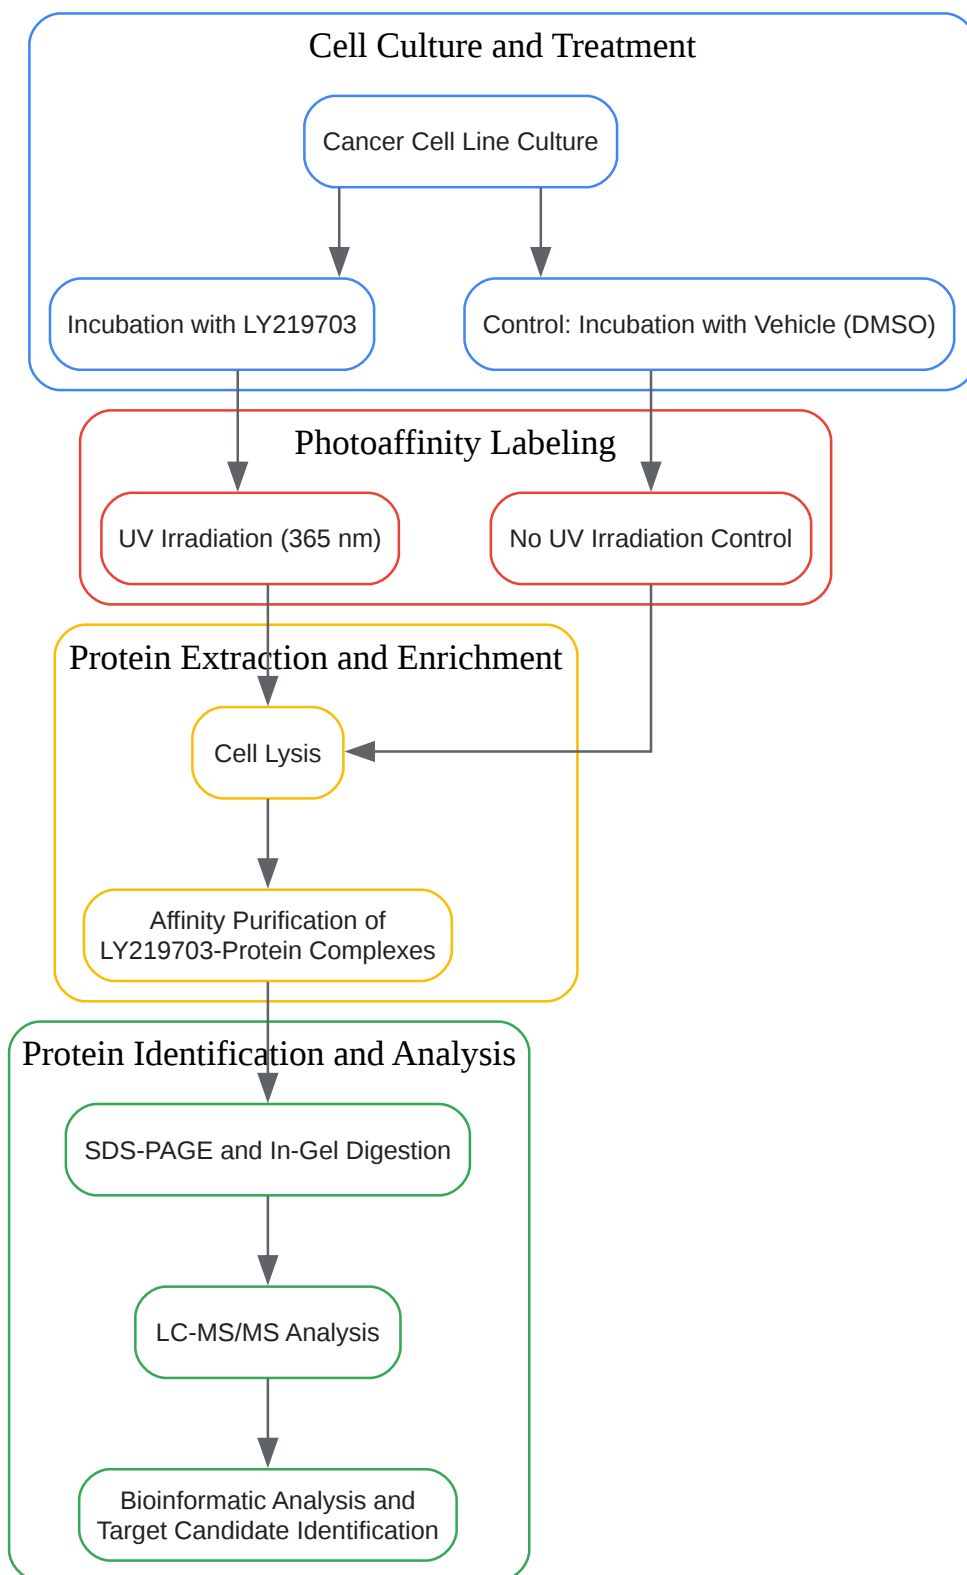 Cell Culture and Treatment
Cancer Cell Line Culture
Incubation with LY219703
Control: Incubation with Vehicle (DMSO)
Photoaffinity Labeling
UV Irradiation (365 nm)
No UV Irradiation Control
Protein Extraction and Enrichment
Cell Lysis
Affinity Purification of
LY219703-Protein Complexes
Protein Identification and Analysis
SDS-PAGE and In-Gel Digestion
LC-MS/MS Analysis
Bioinformatic Analysis and
Target Candidate Identification